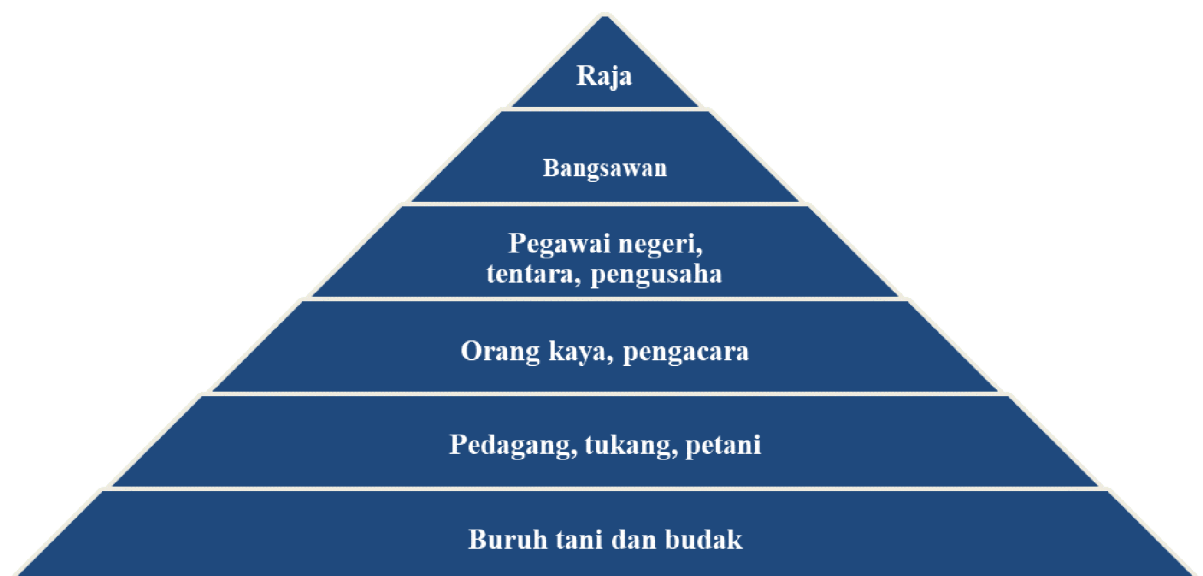 Raja
Bangsawan
Pegawai negeri,
tentara, pengusaha
Orang kaya, pengacara
Pedagang, tukang, petani
Buruh tani dan budak